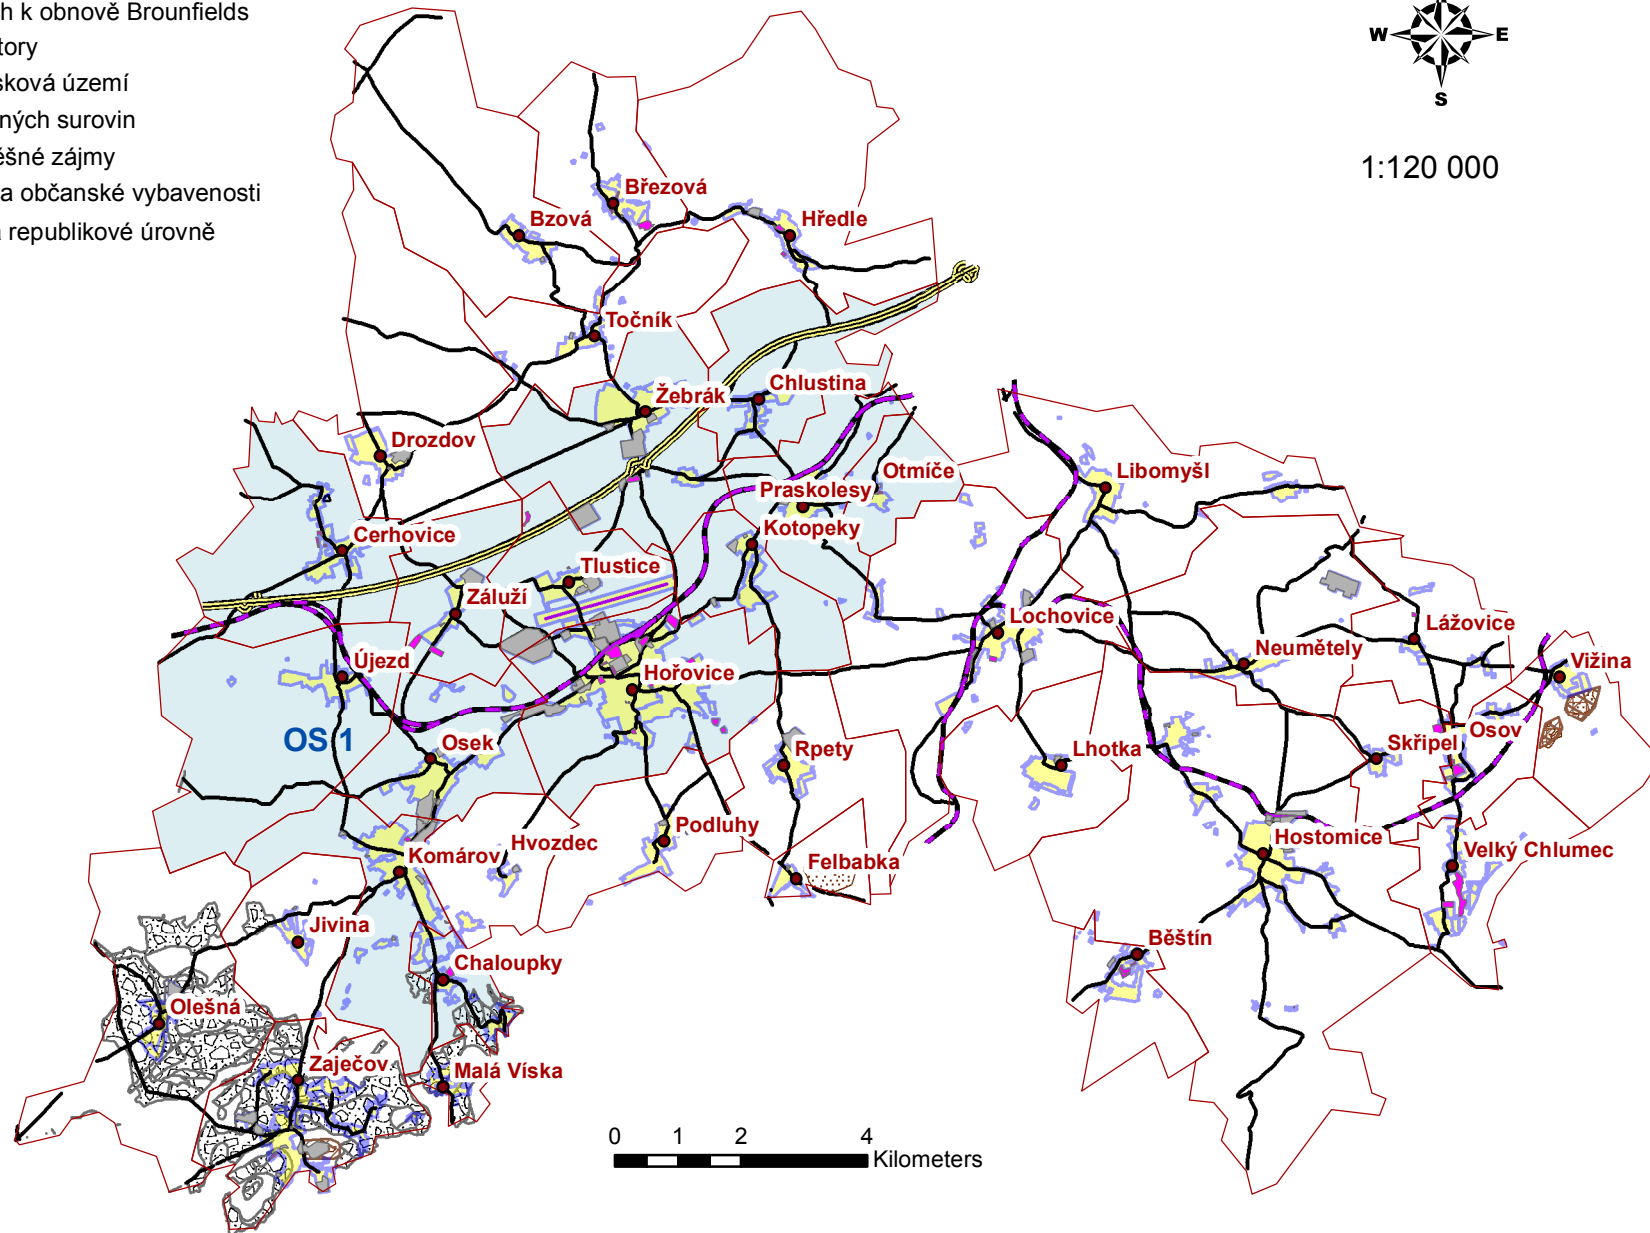 h k obnově Brounfields
tory
sková území
ných surovin
ěšné zájmy
a občanské vybavenosti
republikové úrovně
W E
S
1:120 000
Březová
Bzová
Hředle
Točník
Žebrák
Chlustina
Drozdov
Otmíče
Libomyšl
Praskolesy
Kotopeky
Cerhovice
Tlustice
Záluží
Lochovice
Lážovice
Neumětely
Vižina
Újezd
Hořovice
OS 1
Osek
Rpety
Lhotka
Skřipel
Osov
Podluhy
Hvozdec
Komárov
Felbabka
Hostomice
Velký Chlumec
Jivina
Běštín
Chaloupky
Olešná
Zaječov
Malá Víska
0 1 2 4
Kilometers